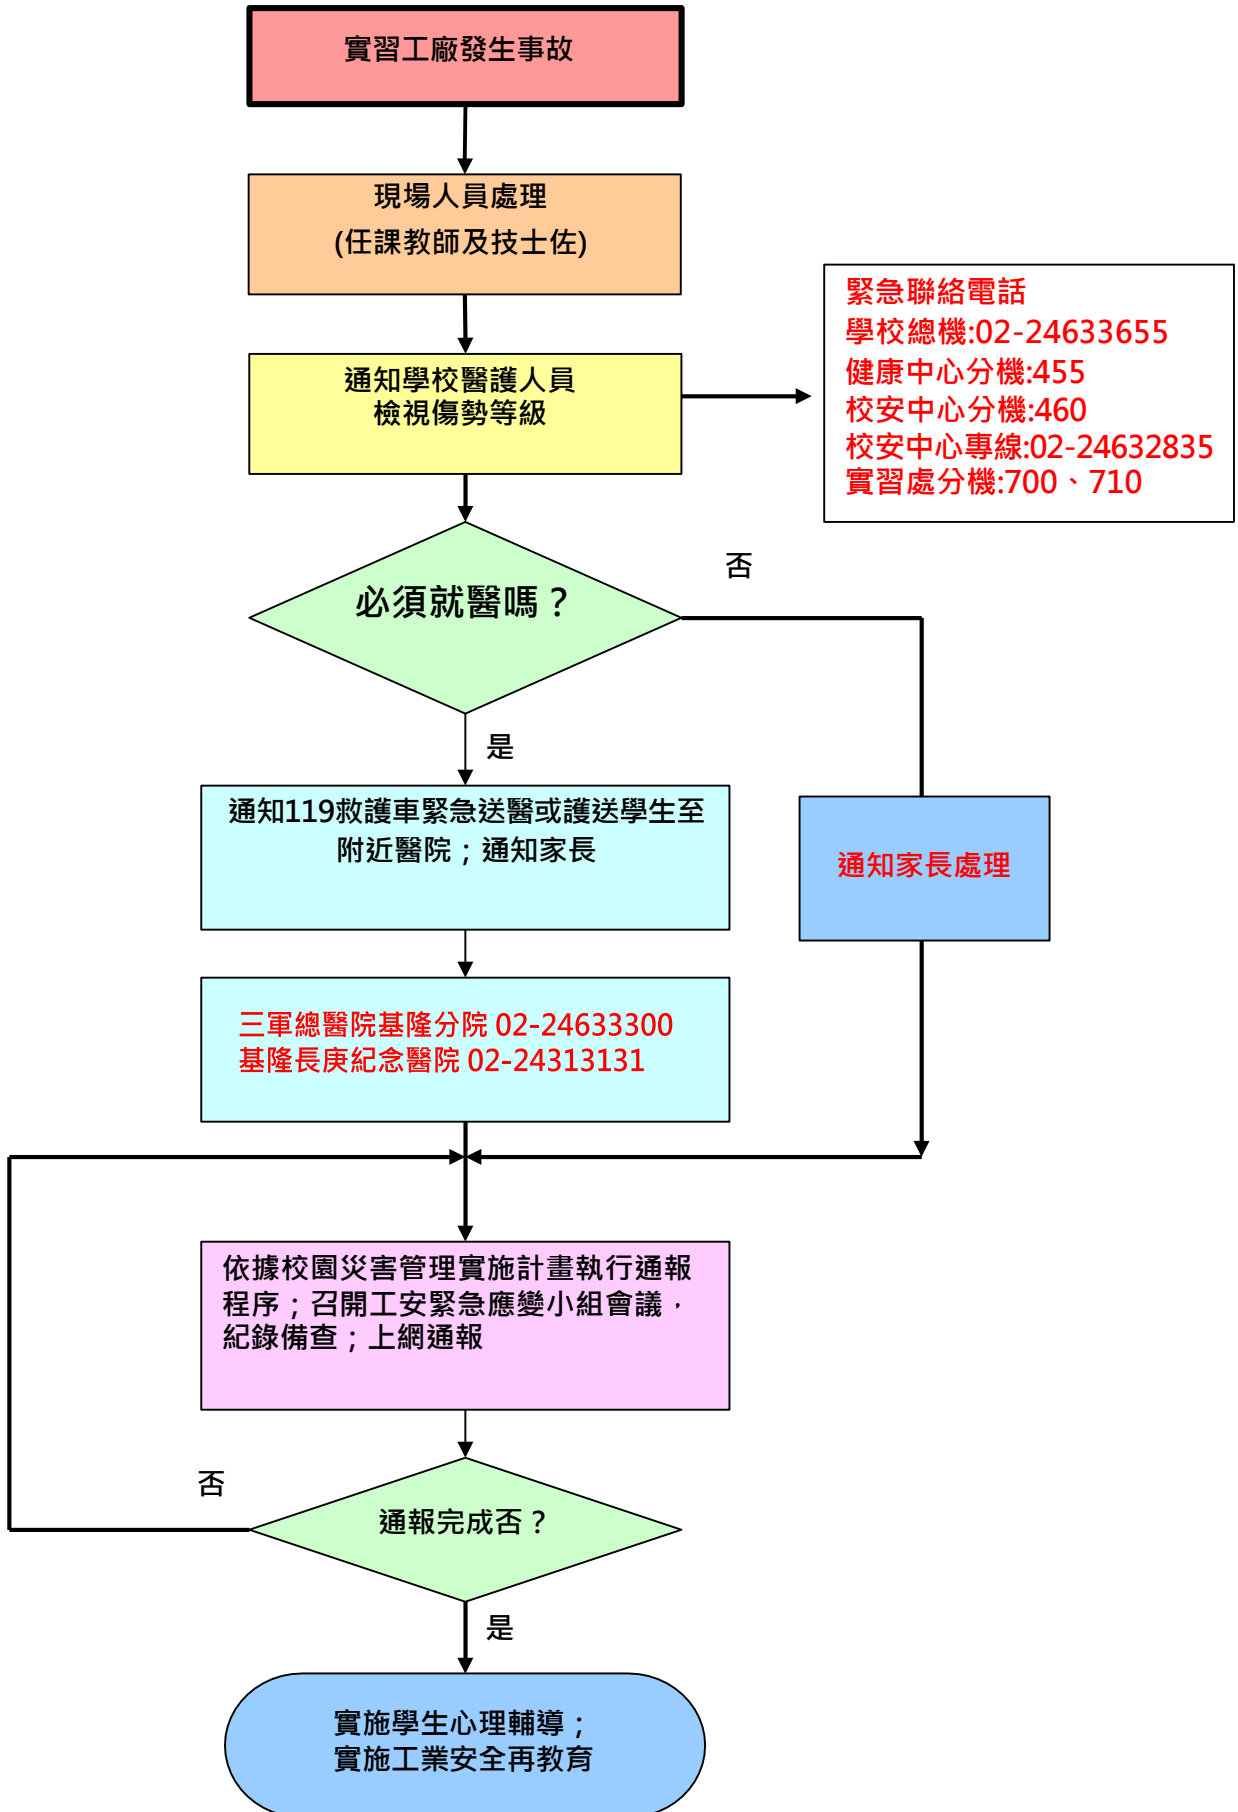 實習工廠發生事故
現場人員處理
(任課教師及技士佐)
緊急聯絡電話
學校總機:02-24633655
健康中心分機:455
校安中心分機:460
校安中心專線:02-24632835
實習處分機:700、710
通知學校醫護人員
檢視傷勢等級
否
必須就醫嗎？
是
通知119救護車緊急送醫或護送學生至
附近醫院；通知家長
通知家長處理
三軍總醫院基隆分院 02-24633300
基隆長庚紀念醫院 02-24313131
依據校園災害管理實施計畫執行通報
程序；召開工安緊急應變小組會議，
紀錄備查；上網通報
否
通報完成否？
是
實施學生心理輔導；
實施工業安全再教育